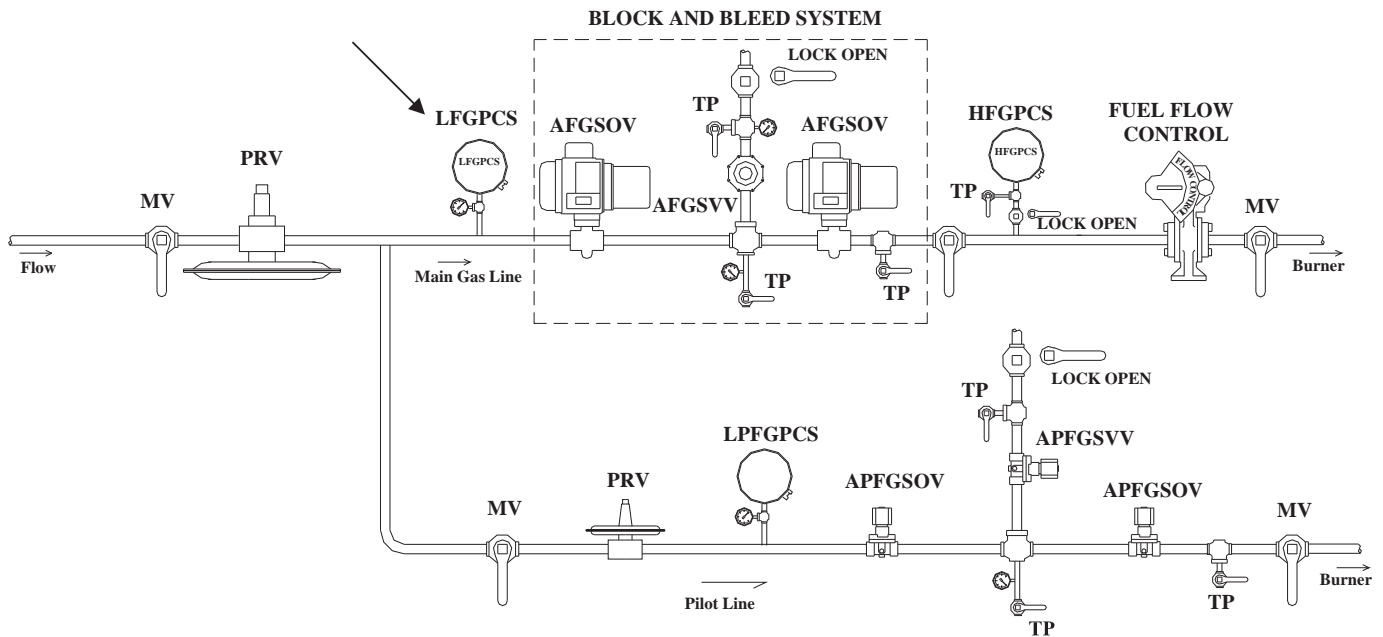 BLOCK AND BLEED SYSTEM
LOCK OPEN
LFGPCS
AFGSOV
TP
AFGSOV
HFGPCS
FUEL FLOW
CONTROL
PRV
LFGPCS
HFGPCS
FLOW CONTROL
MV
AFGSVV
TP
LOCK OPEN
MV
Flow
Main Gas Line
TP
TP
Burner
LOCK OPEN
TP
LPFGPCS
APFGSVV
PRV
APFGSOV
APFGSOV
MV
MV
Pilot Line
TP
TP
Burner